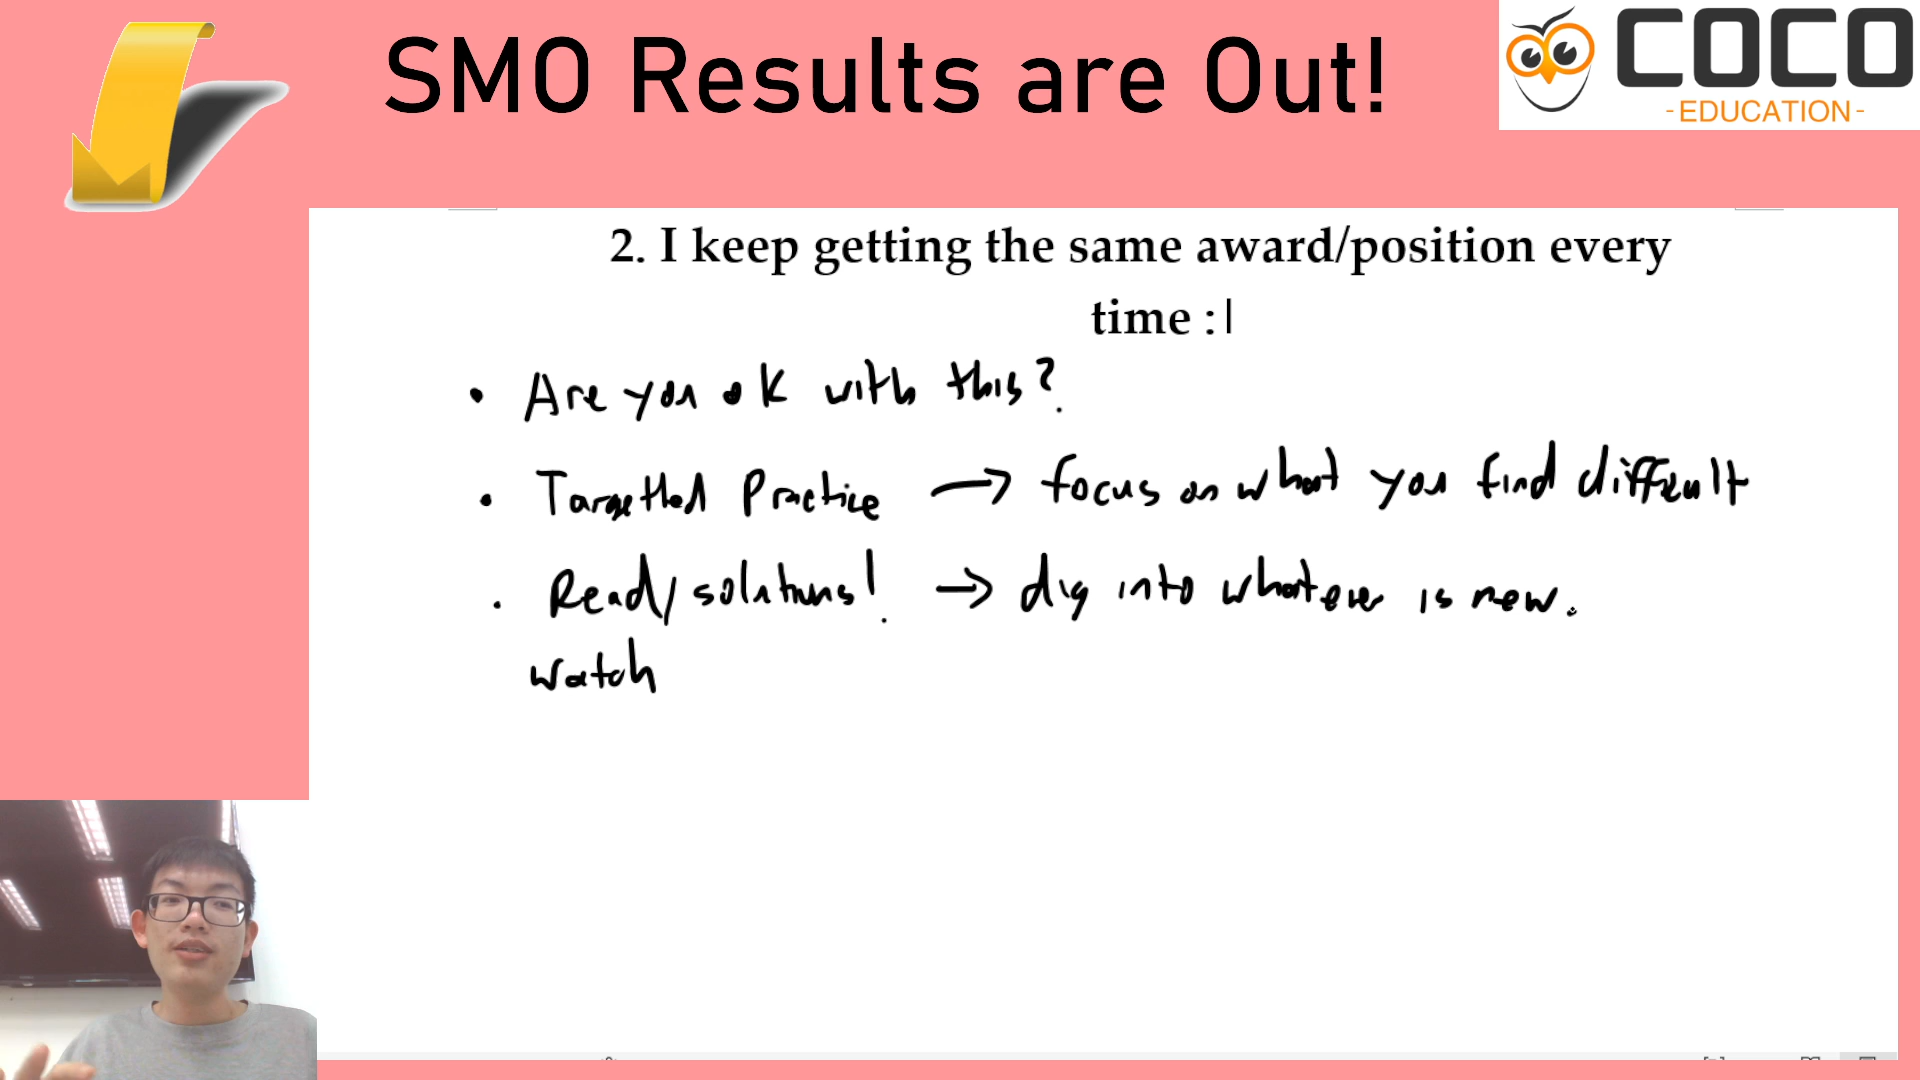 SMO Results are Out!
COCO
- EDUCATION -
2. I keep getting the same award/position every
time :|
• Are you ok with this?
• Targetted Practice → focus on what you find difficult
• Read/ solutions! → dig into whatever is new.
watch